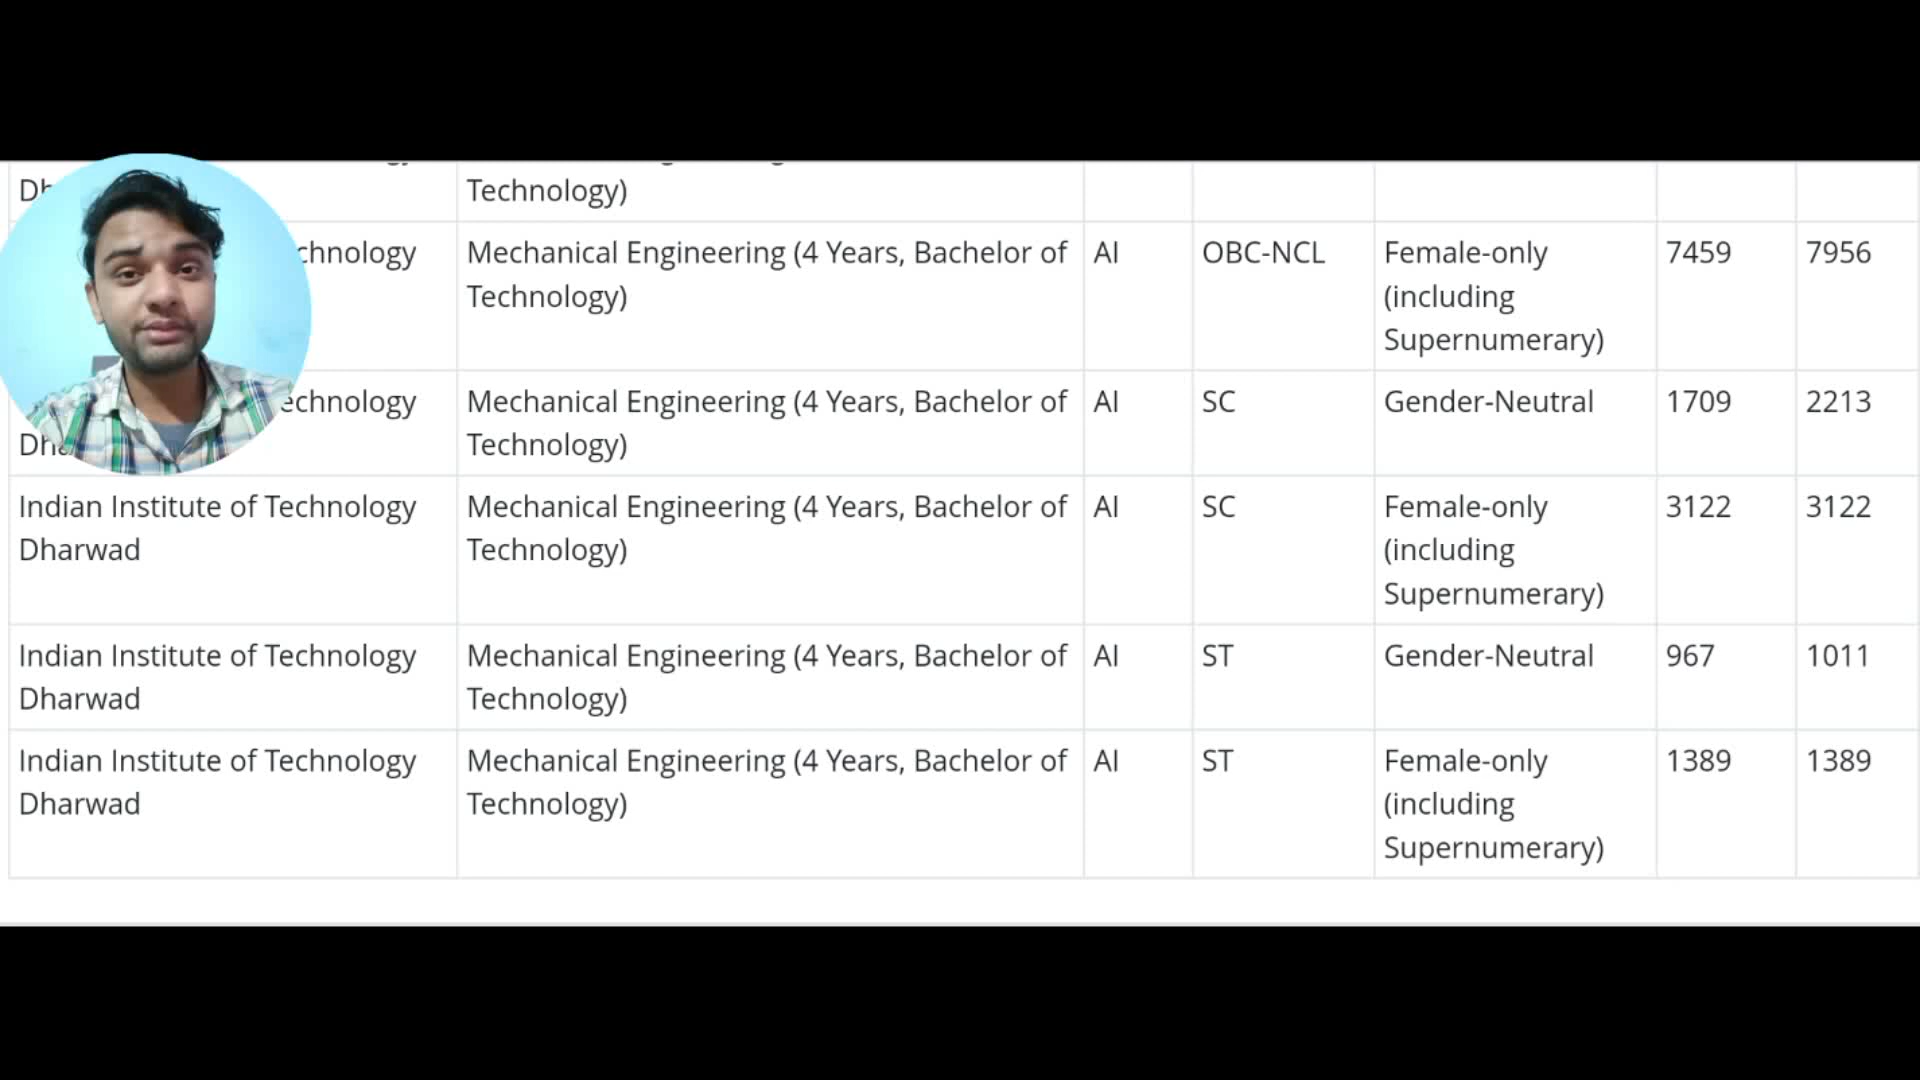 Technology)
chnology Mechanical Engineering (4 Years, Bachelor of AI OBC-NCL Female-only 7459 7956
Technology) (including
Supernumerary)
echnology Mechanical Engineering (4 Years, Bachelor of AI SC Gender-Neutral 1709 2213
Technology)
Indian Institute of Technology Mechanical Engineering (4 Years, Bachelor of AI SC Female-only 3122 3122
Dharwad Technology) (including
Supernumerary)
Indian Institute of Technology Mechanical Engineering (4 Years, Bachelor of AI ST Gender-Neutral 967 1011
Dharwad Technology)
Indian Institute of Technology Mechanical Engineering (4 Years, Bachelor of AI ST Female-only 1389 1389
Dharwad Technology) (including
Supernumerary)